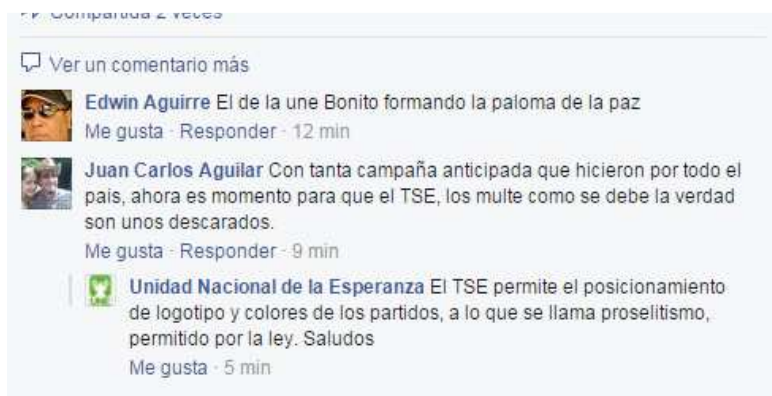 Compartida 2 veces
Ver un comentario más
Edwin Aguirre El de la une Bonito formando la paloma de la paz
Me gusta · Responder · 12 min
Juan Carlos Aguilar Con tanta campaña anticipada que hicieron por todo el
pais, ahora es momento para que el TSE, los multe como se debe la verdad
son unos descarados.
Me gusta · Responder · 9 min
Unidad Nacional de la Esperanza El TSE permite el posicionamiento
UNE
de logotipo y colores de los partidos, a lo que se llama proselitismo,
permitido por la ley. Saludos
Me gusta · 5 min